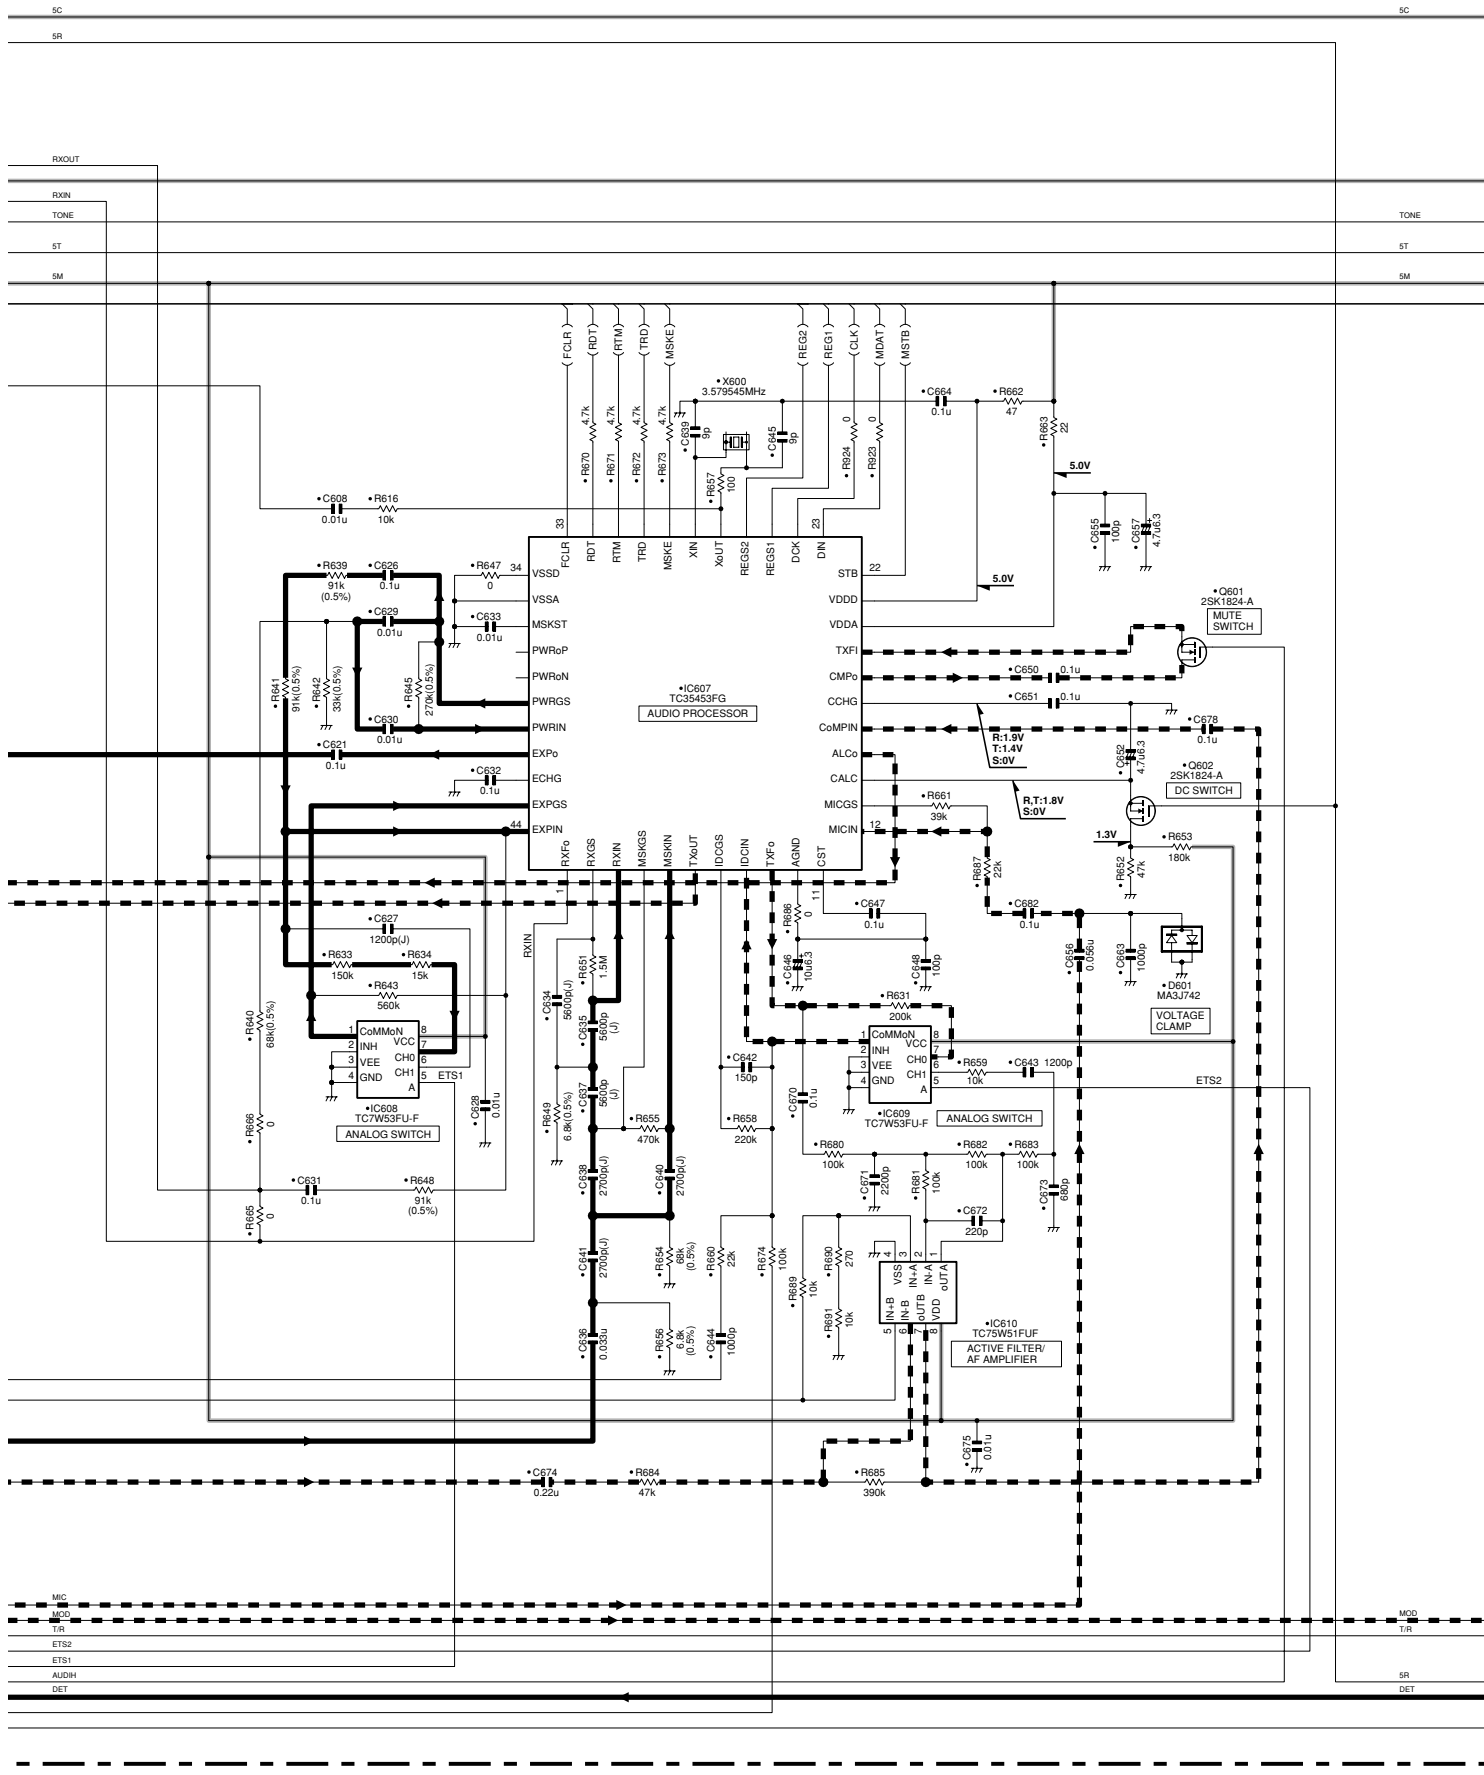 5C
5C
5R
RXOUT
RXIN
TONE
TONE
5T
5T
5M
5M
(FCLR)
(RDT)
(RTM)
(TRD)
(MSKE)
(REG2)
(REG1)
(CLK)
(MDAT)
(MSTB)
•X600
3.579545MHz
•C664
0.1u
•R662
47
•R670
4.7k
•R671
4.7k
•R672
4.7k
•R673
4.7k
•C639
9p
•R657
100
•C645
9p
•R924
0
•R923
0
•R663
22
5.0V
•C655
100p
•C657
4.7u6.3
•C608
0.01u
•R616
10k
33
23
FCLR
RDT
RTM
TRD
MSKE
XIN
XoUT
REGS2
REGS1
DCK
DIN
•R639
91k
(0.5%)
•C626
0.1u
•C629
0.01u
•R647
0
34
•C633
0.01u
VSSD
VSSA
MSKST
PWRoP
PWRoN
PWRGS
PWRIN
EXPo
ECHG
EXPGS
EXPIN
44
STB
22
VDDD
VDDA
TXFI
CMPo
CCHG
CoMPIN
ALCo
CALC
MICGS
MICIN
12
5.0V
•Q601
2SK1824-A
MUTE
SWITCH
•R641
91k(0.5%)
•R642
33k(0.5%)
•R645
270k(0.5%)
•IC607
TC35453FG
AUDIO PROCESSOR
•C650
0.1u
•C651
0.1u
•C630
0.01u
•C621
0.1u
•C632
0.1u
R:1.9V
T:1.4V
S:0V
•C678
0.1u
•C652
4.7u6.3
•Q602
2SK1824-A
DC SWITCH
R,T:1.8V
S:0V
•R661
39k
1.3V
•R653
180k
•R652
47k
RXFo
RXGS
RXIN
MSKGS
MSKIN
TXoUT
IDCGS
IDCIN
TXFo
AGND
CST
1
11
•R687
22k
•R686
0
•C647
0.1u
•C682
0.1u
•C627
1200p(J)
RXIN
•R633
150k
•R634
15k
•R643
560k
•R651
1.5M
•C634
5600p(J)
•C635
5600p
(J)
•C646
10u6.3
•C648
100p
•C656
0.056u
•C663
1000p
•D601
MA3J742
VOLTAGE
CLAMP
•R631
200k
•R640
68k(0.5%)
1
2
3
4
CoMMoN
INH
VEE
GND
VCC
CH0
CH1
A
8
7
6
5
ETS1
•IC608
TC7W53FU-F
ANALOG SWITCH
•C628
0.01u
•R649
6.8k(0.5%)
•C637
5600p
(J)
•C642
150p
•C670
0.1u
1
2
3
4
CoMMoN
INH
VEE
GND
VCC
CH0
CH1
A
8
7
6
5
•R659
10k
•C643
1200p
ETS2
•IC609
TC7W53FU-F
ANALOG SWITCH
•R666
0
•R655
470k
•R658
220k
•R680
100k
•R682
100k
•R683
100k
•C671
2200p
•R681
100k
•C673
680p
•C672
220p
•C631
0.1u
•R648
91k
(0.5%)
•R665
0
•C638
2700p(J)
•C640
2700p(J)
•C641
2700p(J)
•R654
68k
(0.5%)
•R660
22k
•R674
100k
•R690
270
•R689
10k
•R691
10k
4
3
2
1
VSS
IN+A
IN-A
oUTA
IN+B
IN-B
oUTB
VDD
5
6
7
8
•IC610
TC75W51FUF
ACTIVE FILTER/
AF AMPLIFIER
•C636
0.033u
•R656
6.8k
(0.5%)
•C644
1000p
•C675
0.01u
•C674
0.22u
•R684
47k
•R685
390k
MIC
MOD
MOD
T/R
T/R
ETS2
ETS1
AUDIH
5R
DET
DET